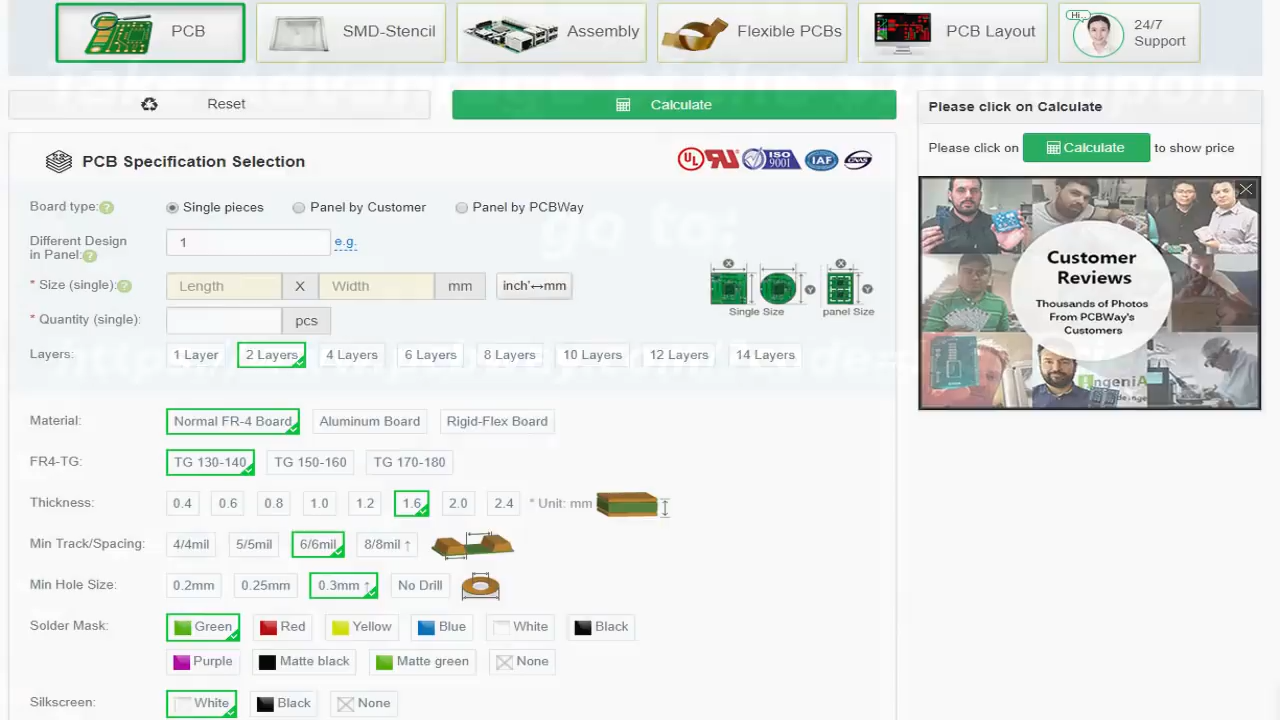 PCB SMD-Stencil Assembly Flexible PCBs PCB Layout Hi.. 24/7 Support
Reset Calculate Please click on Calculate
Please click on Calculate to show price
PCB Specification Selection UL ISO 9001 IAF CNAS
Board type: Single pieces Panel by Customer Panel by PCBWay
go to:
Different Design in Panel: 1 e.g.
* Size (single): Length X Width mm inch'↔mm
X Y X Y
Single Size panel Size
* Quantity (single): pcs
Customer
Reviews
Thousands of Photos
From PCBWay's
Customers
Layers: 1 Layer 2 Layers 4 Layers 6 Layers 8 Layers 10 Layers 12 Layers 14 Layers
Material: Normal FR-4 Board Aluminum Board Rigid-Flex Board
FR4-TG: TG 130-140 TG 150-160 TG 170-180
Thickness: 0.4 0.6 0.8 1.0 1.2 1.6 2.0 2.4 * Unit: mm
Min Track/Spacing: 4/4mil 5/5mil 6/6mil 8/8mil ↑
Min Hole Size: 0.2mm 0.25mm 0.3mm ↑ No Drill
Solder Mask: Green Red Yellow Blue White Black
Purple Matte black Matte green None
Silkscreen: White Black None